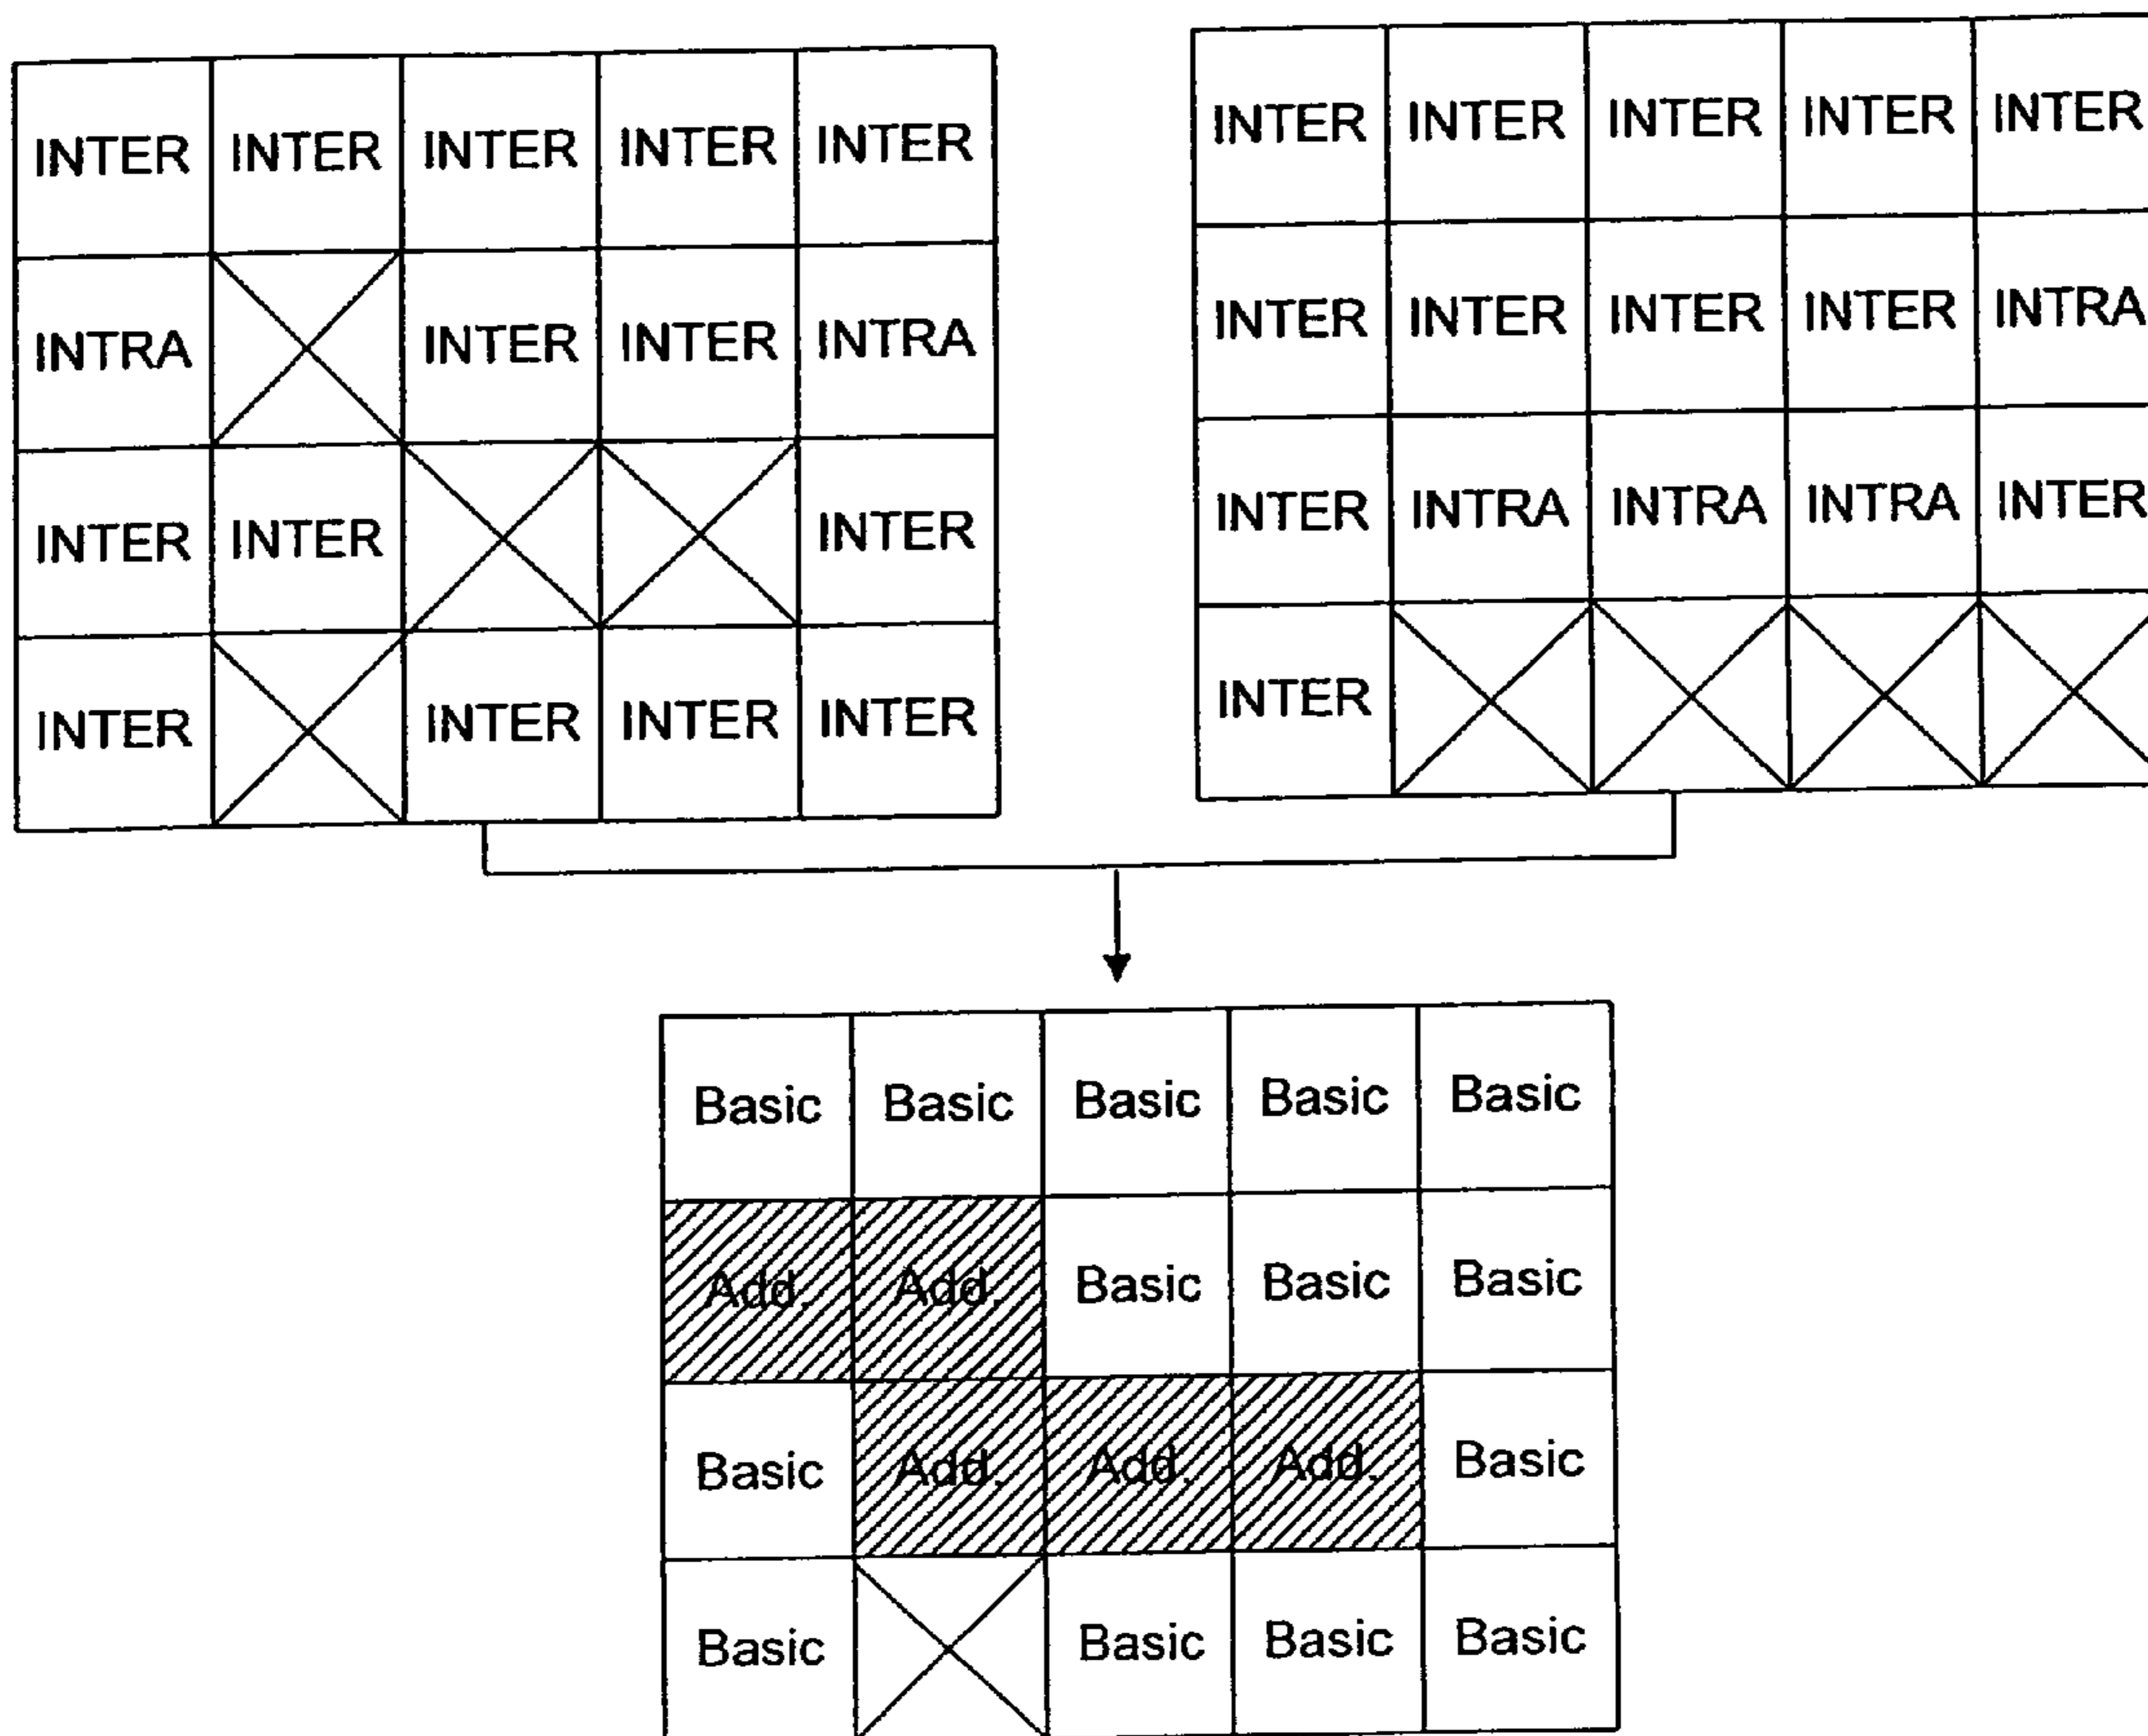 INTER INTER INTER INTER INTER
INTRA INTER INTER INTRA
INTER INTER INTER
INTER INTER INTER INTER
INTER INTER INTER INTER INTER
INTER INTER INTER INTER INTRA
INTER INTRA INTRA INTRA INTER
INTER
Basic Basic Basic Basic Basic
Add. Add. Basic Basic Basic
Basic Add. Add. Add. Basic
Basic Basic Basic Basic